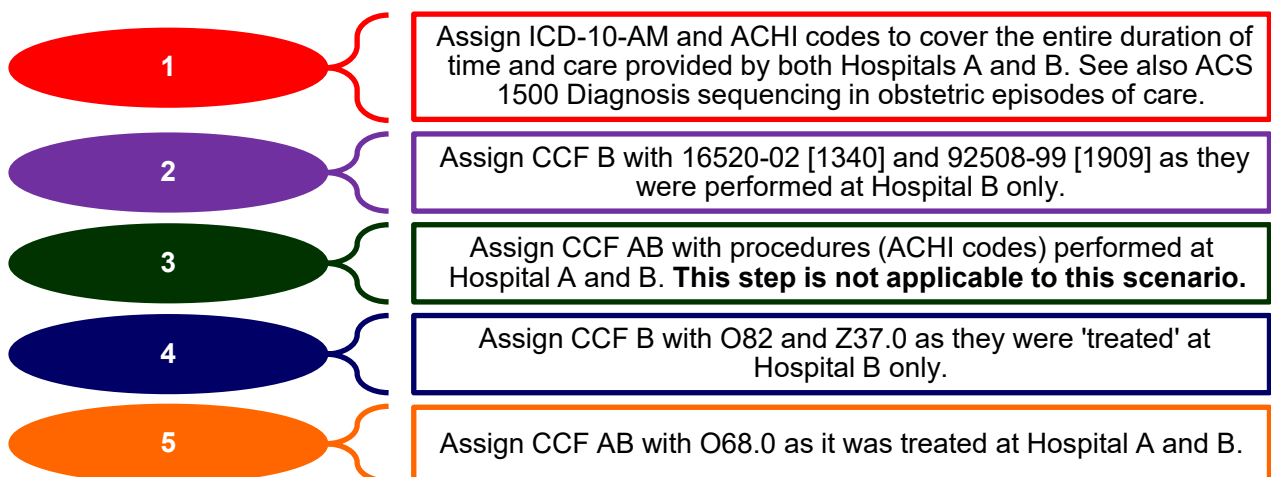 1
Assign ICD-10-AM and ACHI codes to cover the entire duration of
time and care provided by both Hospitals A and B. See also ACS
1500 Diagnosis sequencing in obstetric episodes of care.
2
Assign CCF B with 16520-02 [1340] and 92508-99 [1909] as they
were performed at Hospital B only.
3
Assign CCF AB with procedures (ACHI codes) performed at
Hospital A and B. This step is not applicable to this scenario.
4
Assign CCF B with O82 and Z37.0 as they were 'treated' at
Hospital B only.
5
Assign CCF AB with O68.0 as it was treated at Hospital A and B.